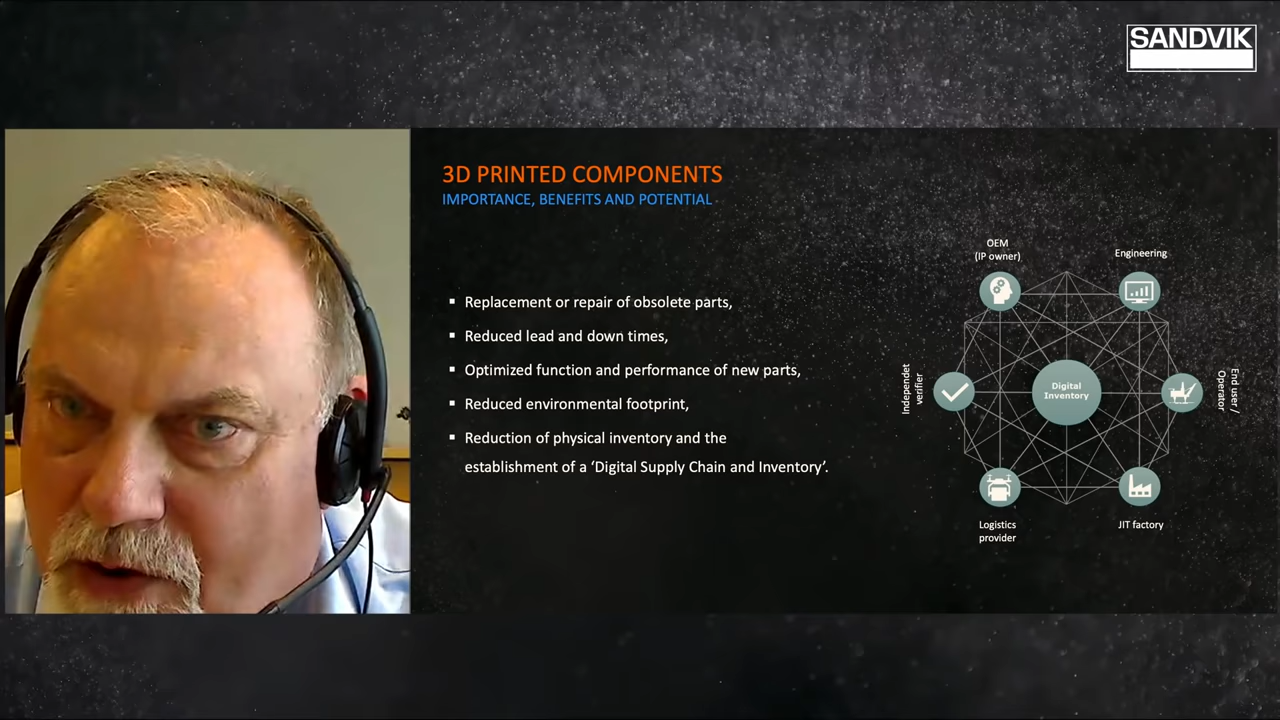 SANDVIK
3D PRINTED COMPONENTS
IMPORTANCE, BENEFITS AND POTENTIAL
▪ Replacement or repair of obsolete parts,
▪ Reduced lead and down times,
▪ Optimized function and performance of new parts,
▪ Reduced environmental footprint,
▪ Reduction of physical inventory and the
establishment of a ‘Digital Supply Chain and Inventory’.
OEM
(IP owner)
Engineering
Independet
verifier
Digital
Inventory
End user /
Operator
Logistics
provider
JIT factory